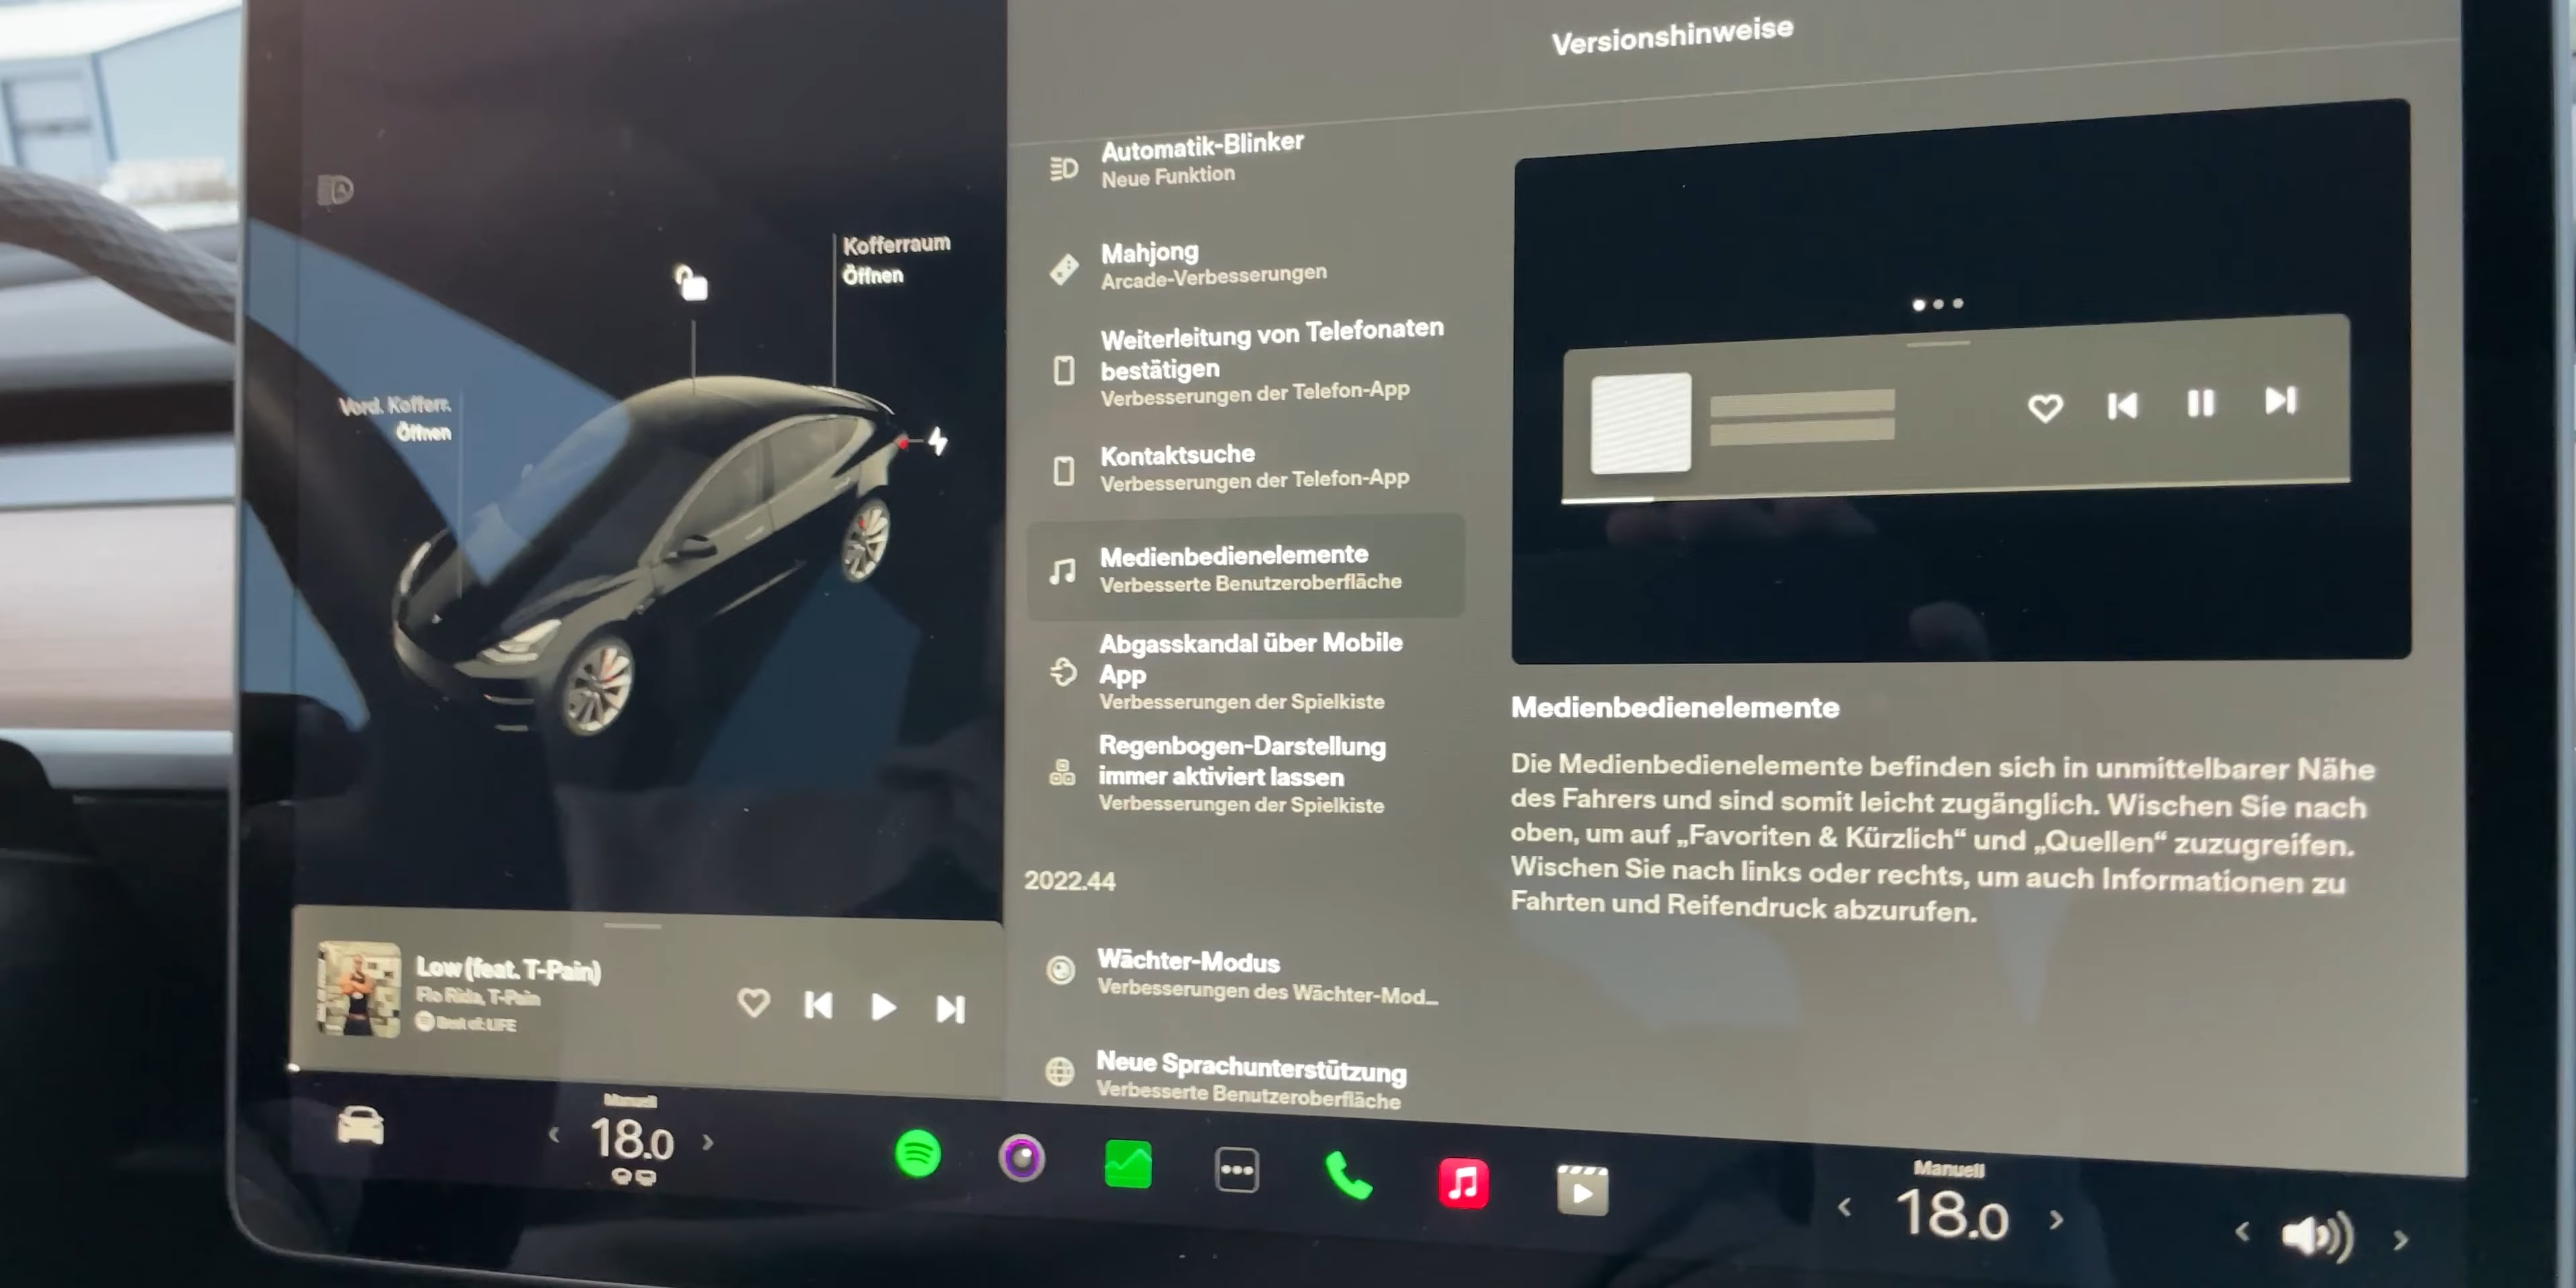 Versionshinweise
Kofferraum
Öffnen
Vord. Kofferr.
Öffnen
Low (feat. T-Pain)
Flo Rida, T-Pain
Best of: LIFE
Automatik-Blinker
Neue Funktion
Mahjong
Arcade-Verbesserungen
Weiterleitung von Telefonaten
bestätigen
Verbesserungen der Telefon-App
Kontaktsuche
Verbesserungen der Telefon-App
Medienbedienelemente
Verbesserte Benutzeroberfläche
Abgasskandal über Mobile
App
Verbesserungen der Spielkiste
Regenbogen-Darstellung
immer aktiviert lassen
Verbesserungen der Spielkiste
2022.44
Wächter-Modus
Verbesserungen des Wächter-Mod...
Neue Sprachunterstützung
Verbesserte Benutzeroberfläche
Medienbedienelemente
Die Medienbedienelemente befinden sich in unmittelbarer Nähe
des Fahrers und sind somit leicht zugänglich. Wischen Sie nach
oben, um auf „Favoriten & Kürzlich“ und „Quellen“ zuzugreifen.
Wischen Sie nach links oder rechts, um auch Informationen zu
Fahrten und Reifendruck abzurufen.
Manuell
18.0
Manuell
18.0